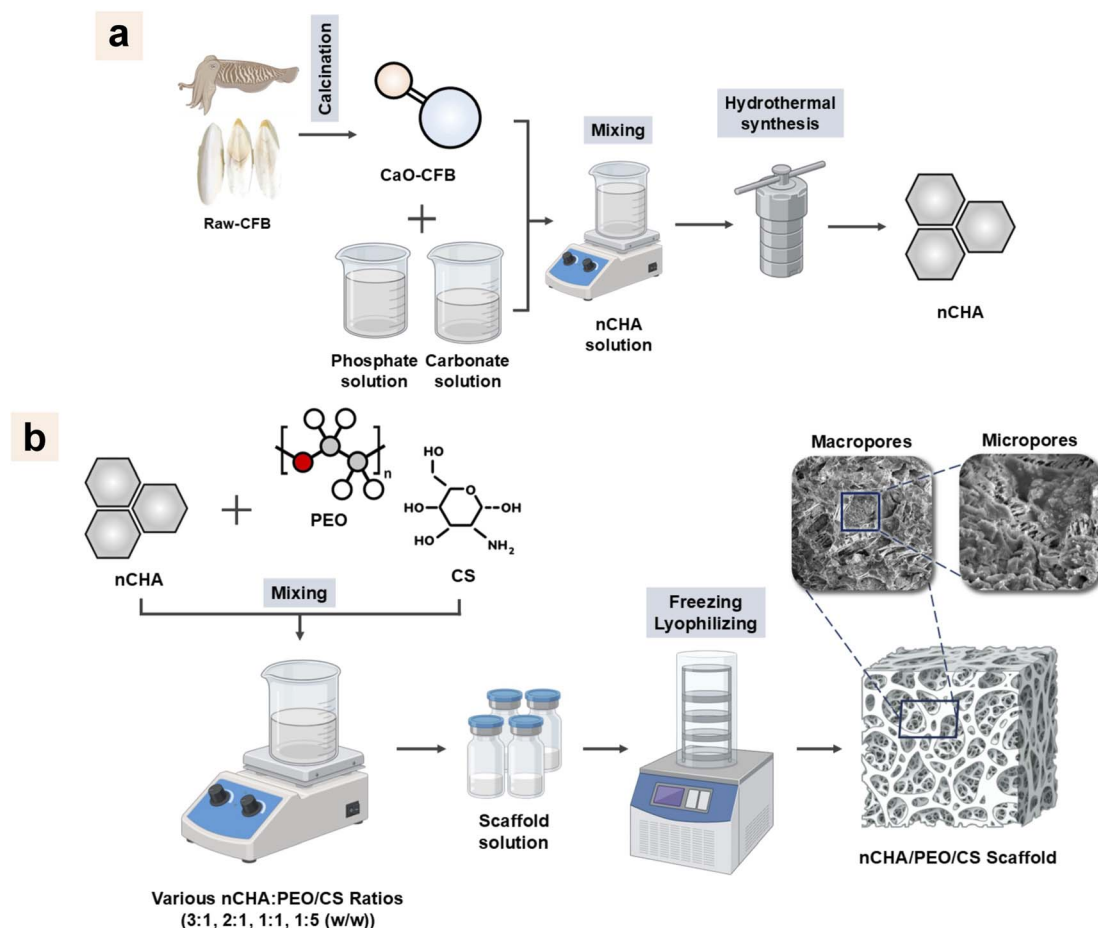 a
Calcination
Raw-CFB
CaO-CFB
Phosphate
solution
Carbonate
solution
Mixing
nCHA
solution
Hydrothermal
synthesis
nCHA
b
nCHA
n
PEO
HO
O
HO
OH
HO
NH2
CS
Mixing
Various nCHA:PEO/CS Ratios
(3:1, 2:1, 1:1, 1:5 (w/w))
Scaffold
solution
Freezing
Lyophilizing
Macropores
Micropores
nCHA/PEO/CS Scaffold